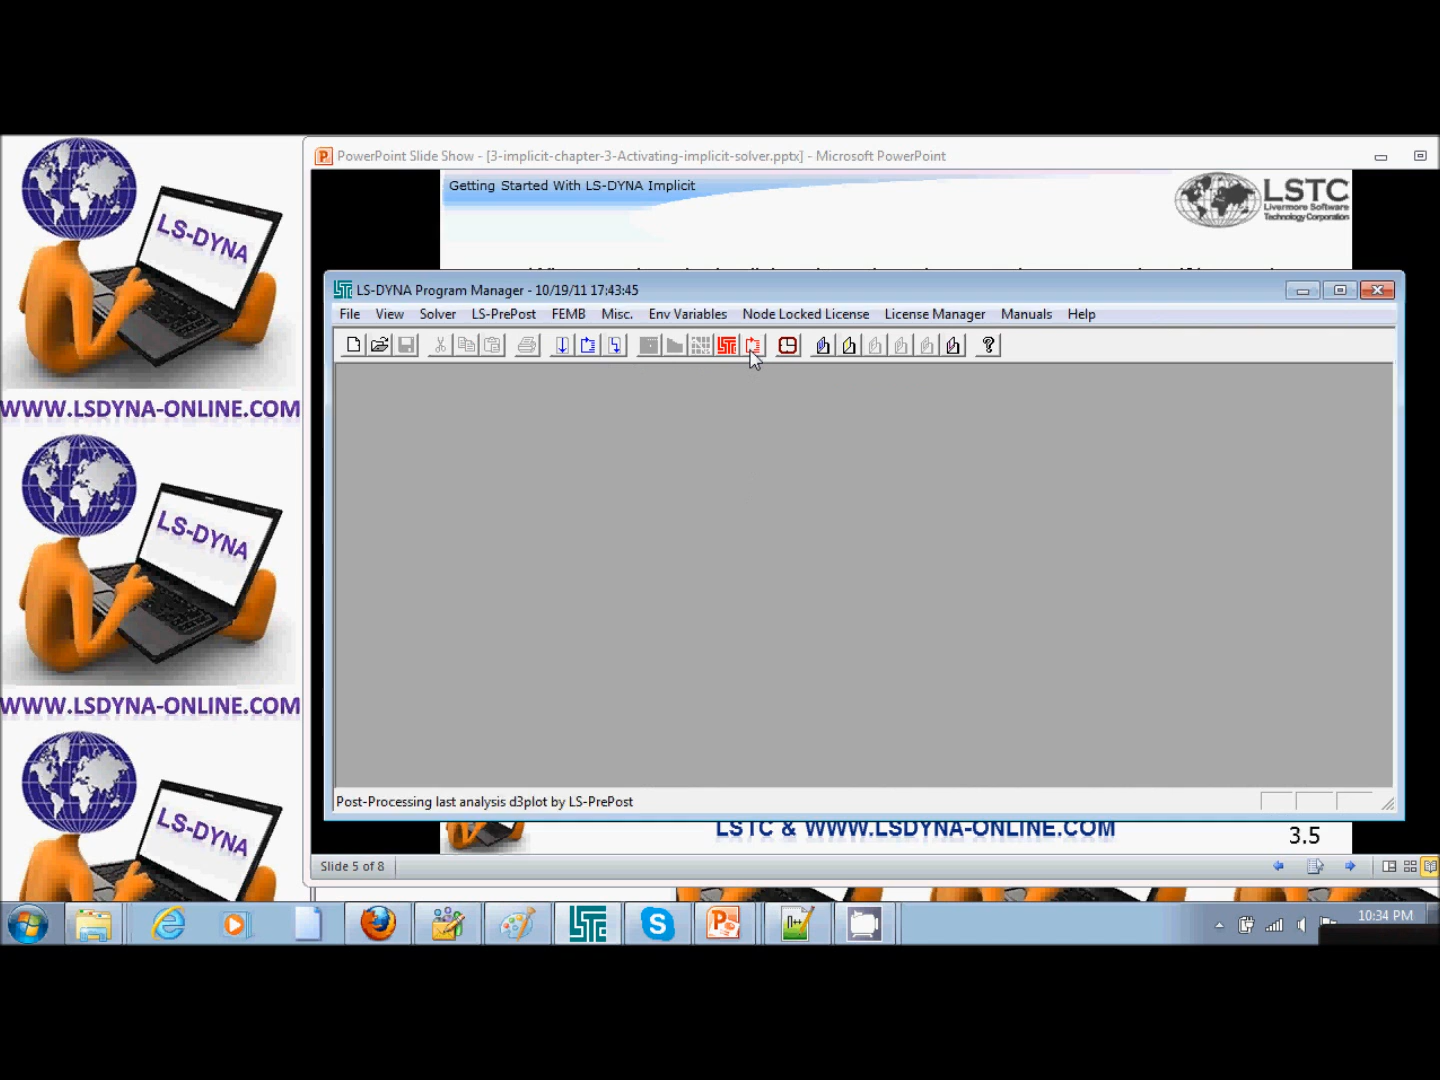 LS-DYNA
WWW.LSDYNA-ONLINE.COM
LS-DYNA
WWW.LSDYNA-ONLINE.COM
LS-DYNA
PowerPoint Slide Show - [3-implicit-chapter-3-Activating-implicit-solver.pptx] - Microsoft PowerPoint
Getting Started With LS-DYNA Implicit
LSTC
Livermore Software
Technology Corporation
LS-DYNA Program Manager - 10/19/11 17:43:45
File View Solver LS-PrePost FEMB Misc. Env Variables Node Locked License License Manager Manuals Help
Post-Processing last analysis d3plot by LS-PrePost
LSTC & WWW.LSDYNA-ONLINE.COM
3.5
Slide 5 of 8
10:34 PM